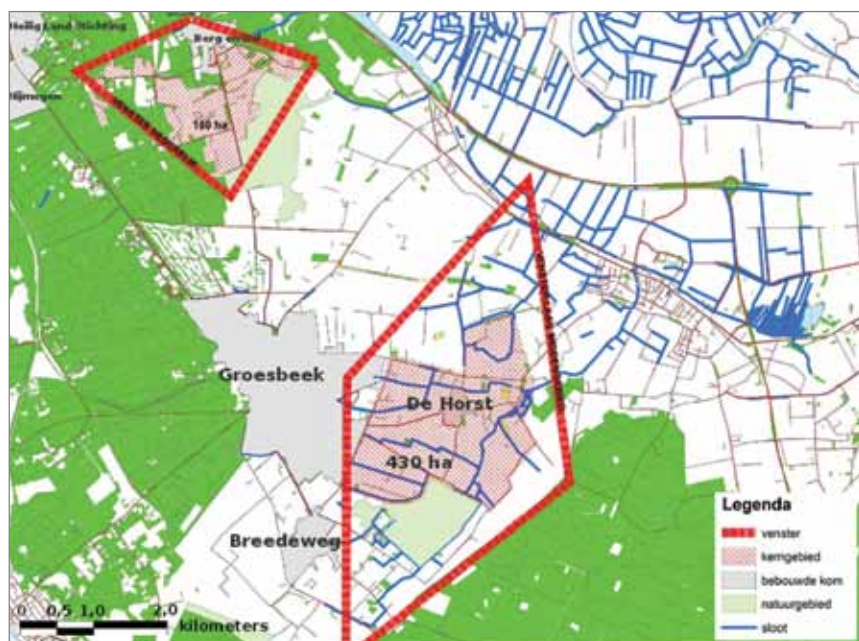 Heilig Land Stichting
Berg en Dal
Nijmegen
180 ha
Groesbeek
De Horst
430 ha
Breedeweg
0 0,5 1,0 2,0
kilometers
Legenda
venster
kerngebied
bebouwde kom
natuurgebied
sloot